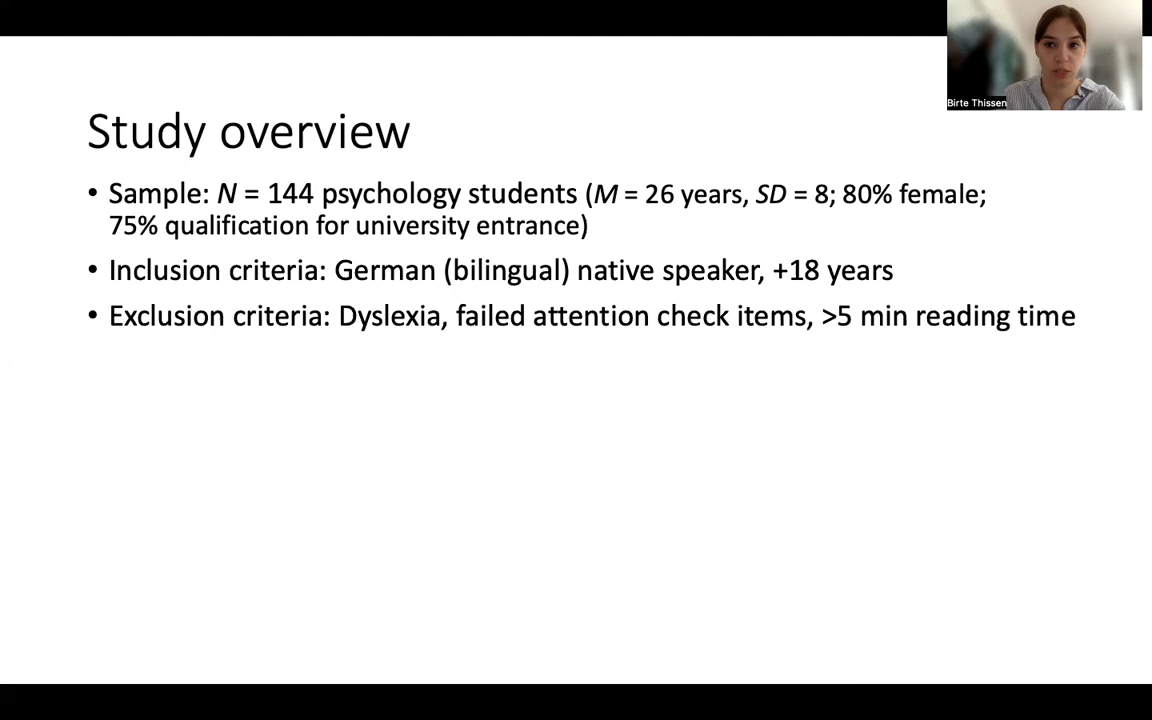 Birte Thissen
Study overview
• Sample: N = 144 psychology students (M = 26 years, SD = 8; 80% female;
75% qualification for university entrance)
• Inclusion criteria: German (bilingual) native speaker, +18 years
• Exclusion criteria: Dyslexia, failed attention check items, >5 min reading time